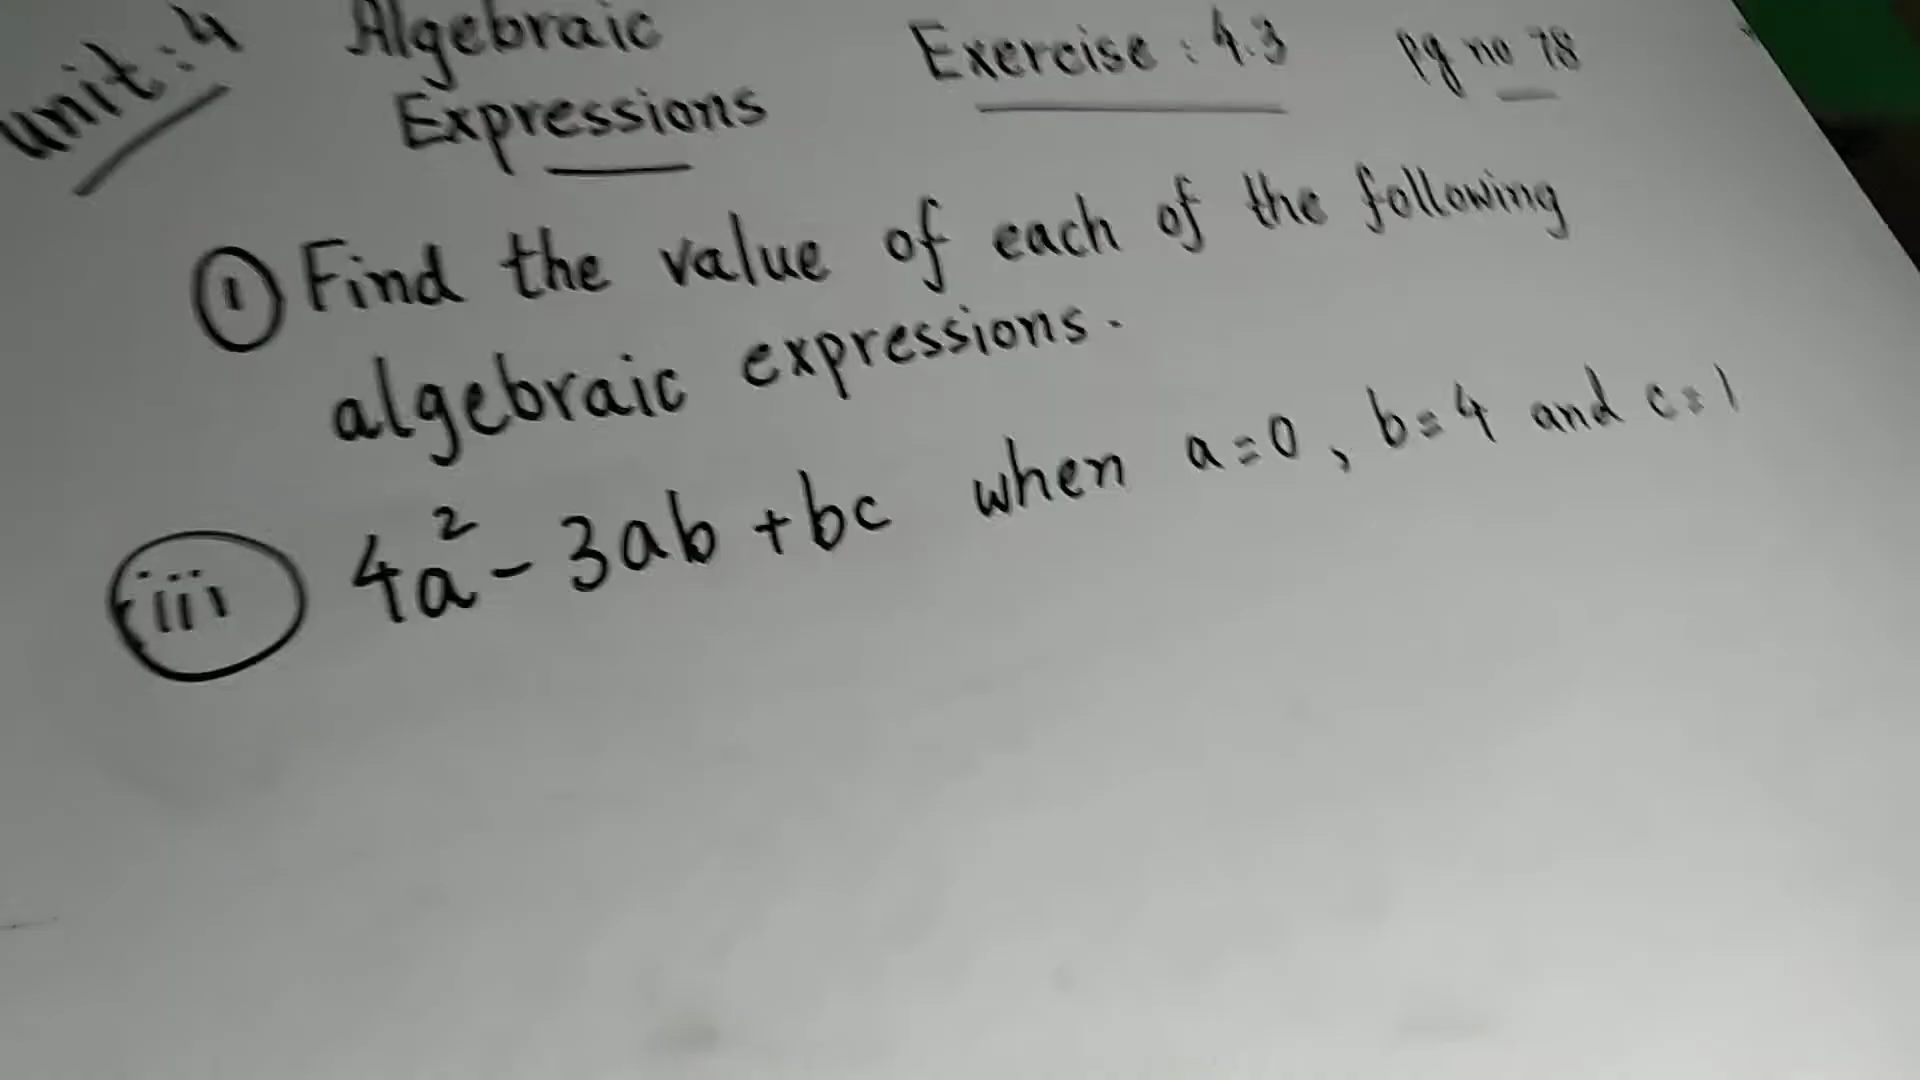 Unit:4 Algebraic Expressions Exercise : 4.3 pg no 78
① Find the value of each of the following
algebraic expressions.
iii 4a² - 3ab + bc when a=0, b=4 and c=1